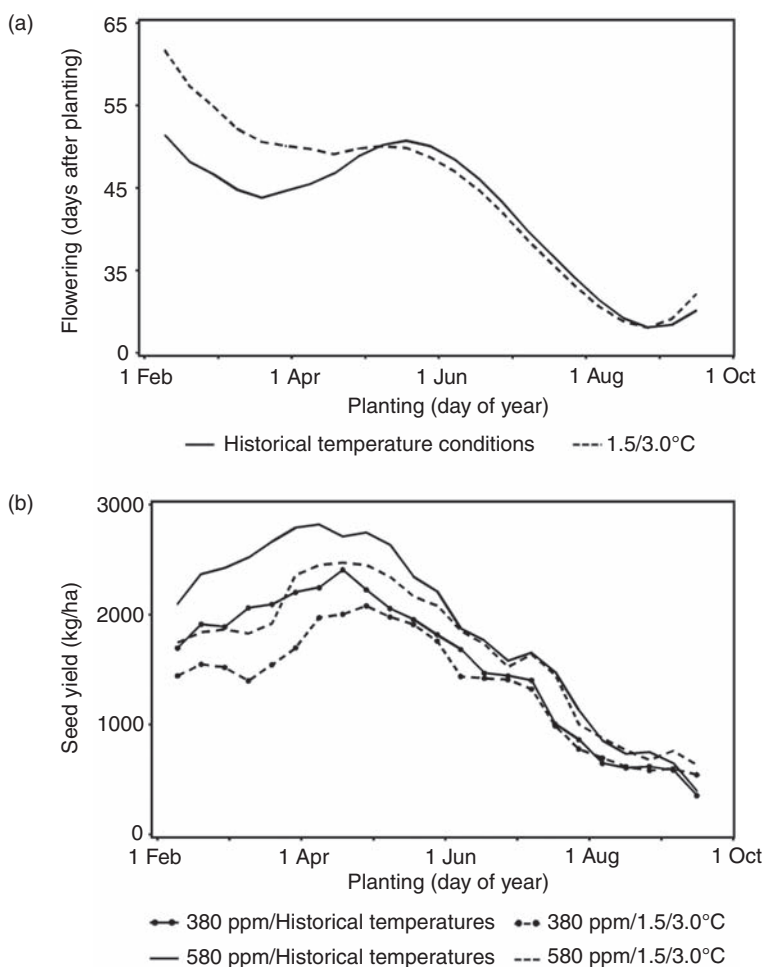 (a)
65
55
45
35
0
Flowering (days after planting)
1 Feb 1 Apr 1 Jun 1 Aug 1 Oct
Planting (day of year)
Historical temperature conditions 1.5/3.0°C
(b)
3000
2000
1000
0
Seed yield (kg/ha)
1 Feb 1 Apr 1 Jun 1 Aug 1 Oct
Planting (day of year)
380 ppm/Historical temperatures 380 ppm/1.5/3.0°C
580 ppm/Historical temperatures 580 ppm/1.5/3.0°C